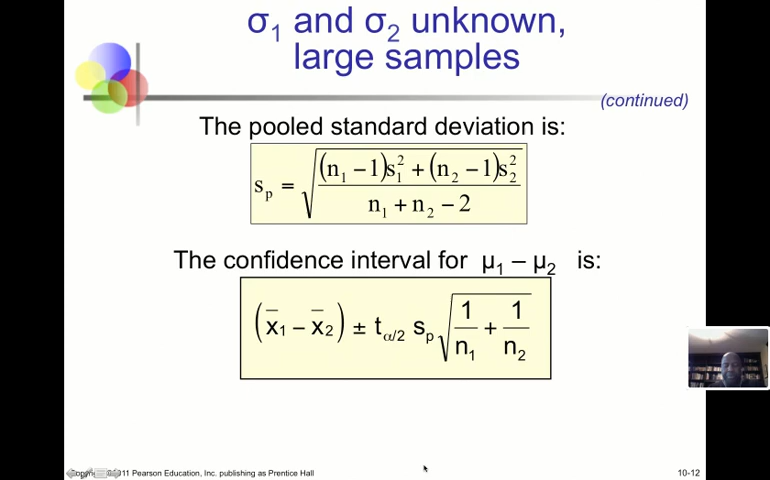 σ₁ and σ₂ unknown,
large samples
(continued)
The pooled standard deviation is:
sₚ = √(((n₁ − 1)s₁² + (n₂ − 1)s₂²) / (n₁ + n₂ − 2))
The confidence interval for μ₁ – μ₂ is:
(x̄₁ − x̄₂) ± t_α/2 sₚ √(1/n₁ + 1/n₂)
2011 Pearson Education, Inc. publishing as Prentice Hall
10-12